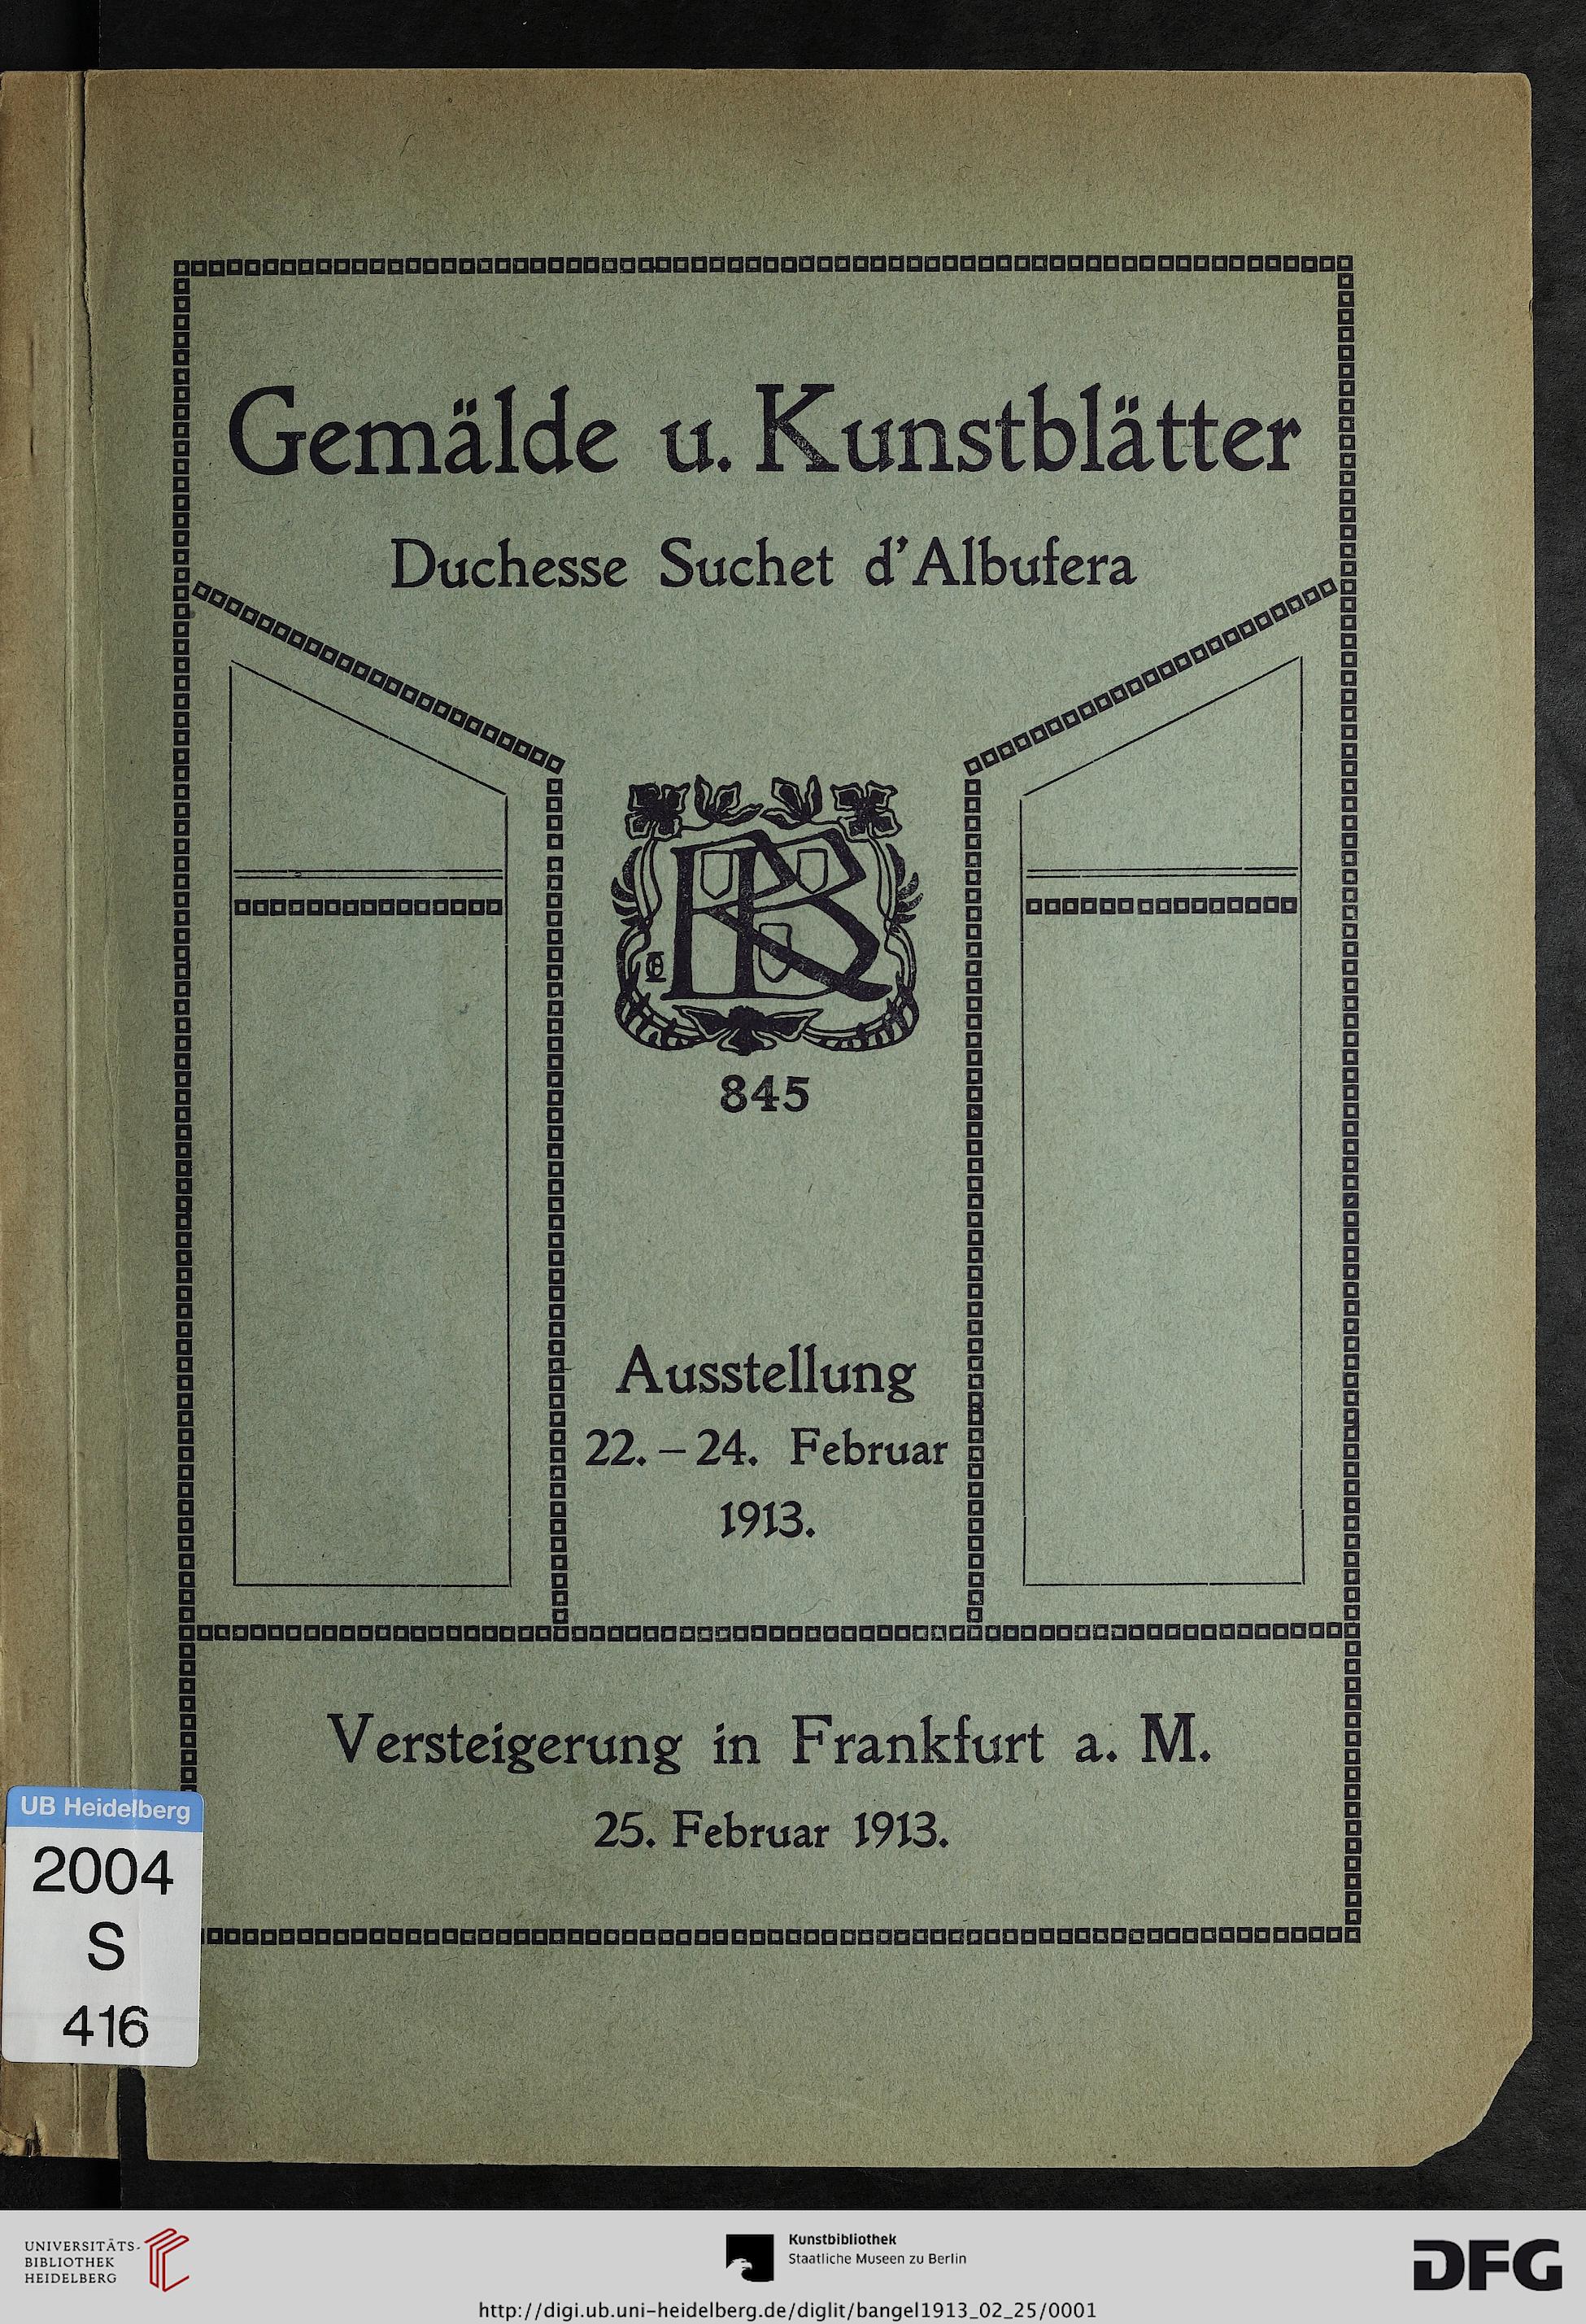 Gemälde u. Kunstblätter
Duchesse Suchet d'Albufera
RB
845
Ausstellung
22. – 24. Februar
1913.
Versteigerung in Frankfurt a. M.
25. Februar 1913.
UB Heidelberg
2004
S
416
UNIVERSITÄTS-
BIBLIOTHEK
HEIDELBERG
Kunstbibliothek
Staatliche Museen zu Berlin
DFG
http://digi.ub.uni-heidelberg.de/diglit/bangel1913_02_25/0001